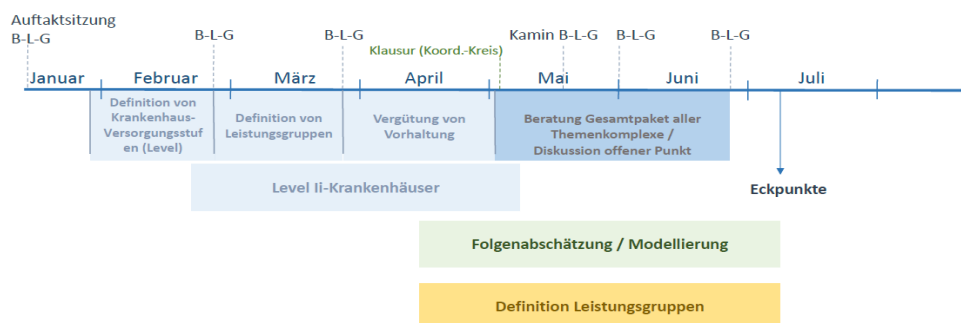 Auftaktsitzung
B-L-G
B-L-G
B-L-G
Klausur (Koord.-Kreis)
Kamin B-L-G
B-L-G
B-L-G
Januar
Februar
März
April
Mai
Juni
Juli
Definition von
Krankenhaus-
Versorgungsstuf
en (Level)
Definition von
Leistungsgruppen
Vergütung von
Vorhaltung
Beratung Gesamtpaket aller
Themenkomplexe /
Diskussion offener Punkt
Level Ii-Krankenhäuser
Eckpunkte
Folgenabschätzung / Modellierung
Definition Leistungsgruppen